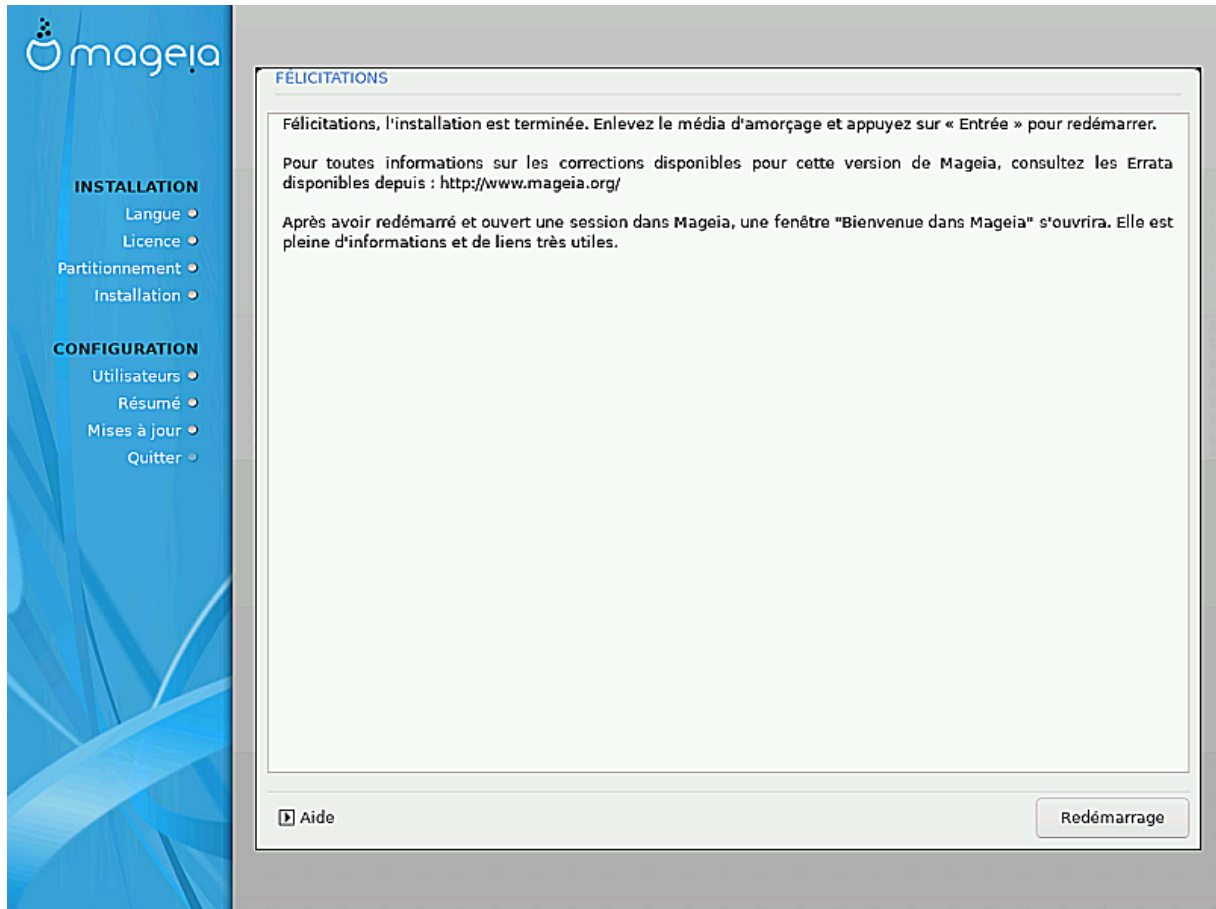 mageia
INSTALLATION
Langue
Licence
Partitionnement
Installation
CONFIGURATION
Utilisateurs
Résumé
Mises à jour
Quitter
FÉLICITATIONS
Félicitations, l'installation est terminée. Enlevez le média d'amorçage et appuyez sur « Entrée » pour redémarrer.
Pour toutes informations sur les corrections disponibles pour cette version de Mageia, consultez les Errata
disponibles depuis : http://www.mageia.org/
Après avoir redémarré et ouvert une session dans Mageia, une fenêtre "Bienvenue dans Mageia" s'ouvrira. Elle est
pleine d'informations et de liens très utiles.
Aide
Redémarrage